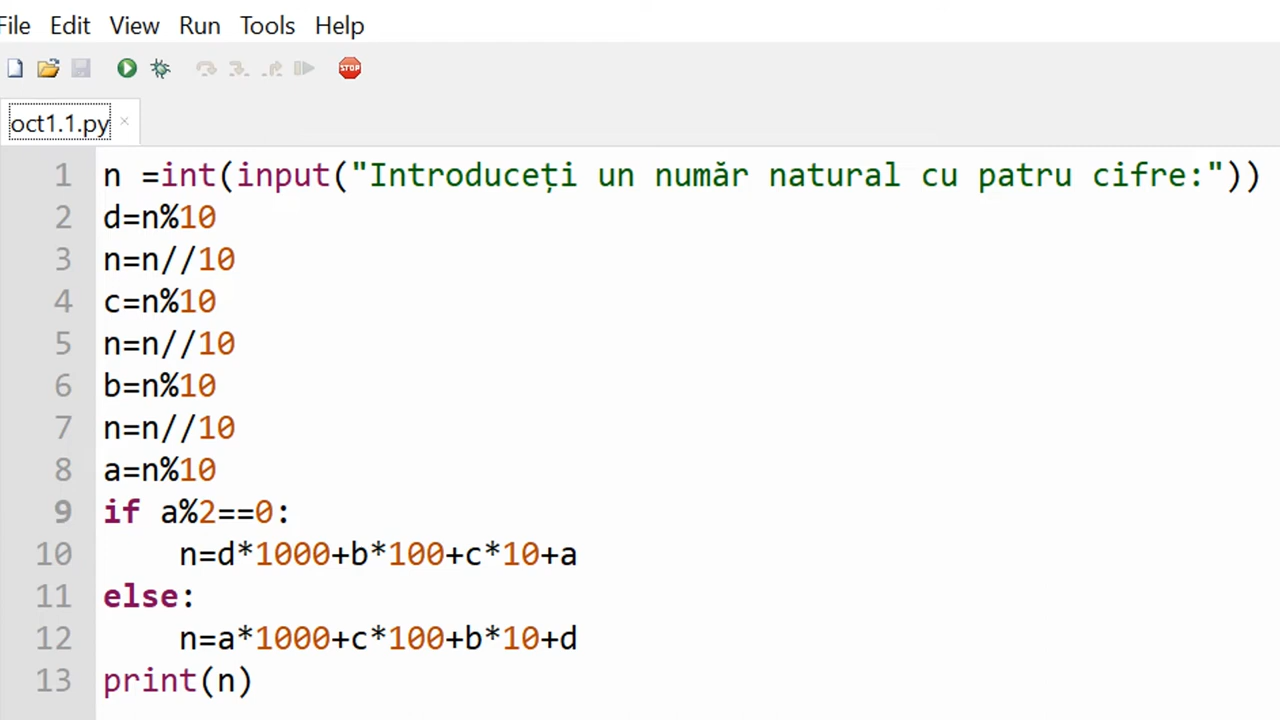 File Edit View Run Tools Help
STOP
oct1.1.py ×
1 n =int(input("Introduceți un număr natural cu patru cifre:"))
2 d=n%10
3 n=n//10
4 c=n%10
5 n=n//10
6 b=n%10
7 n=n//10
8 a=n%10
9 if a%2==0:
10     n=d*1000+b*100+c*10+a
11 else:
12     n=a*1000+c*100+b*10+d
13 print(n)